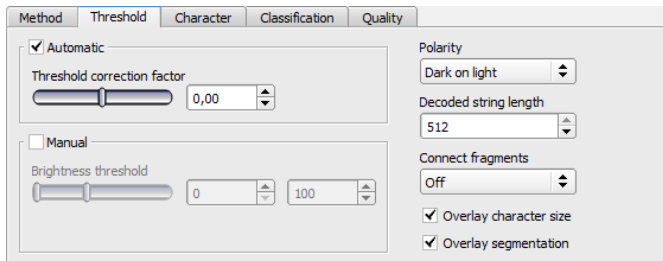 Method Threshold Character Classification Quality
Automatic
Threshold correction factor
0,00
Manual
Brightness threshold
0 100
Polarity
Dark on light
Decoded string length
512
Connect fragments
Off
Overlay character size
Overlay segmentation